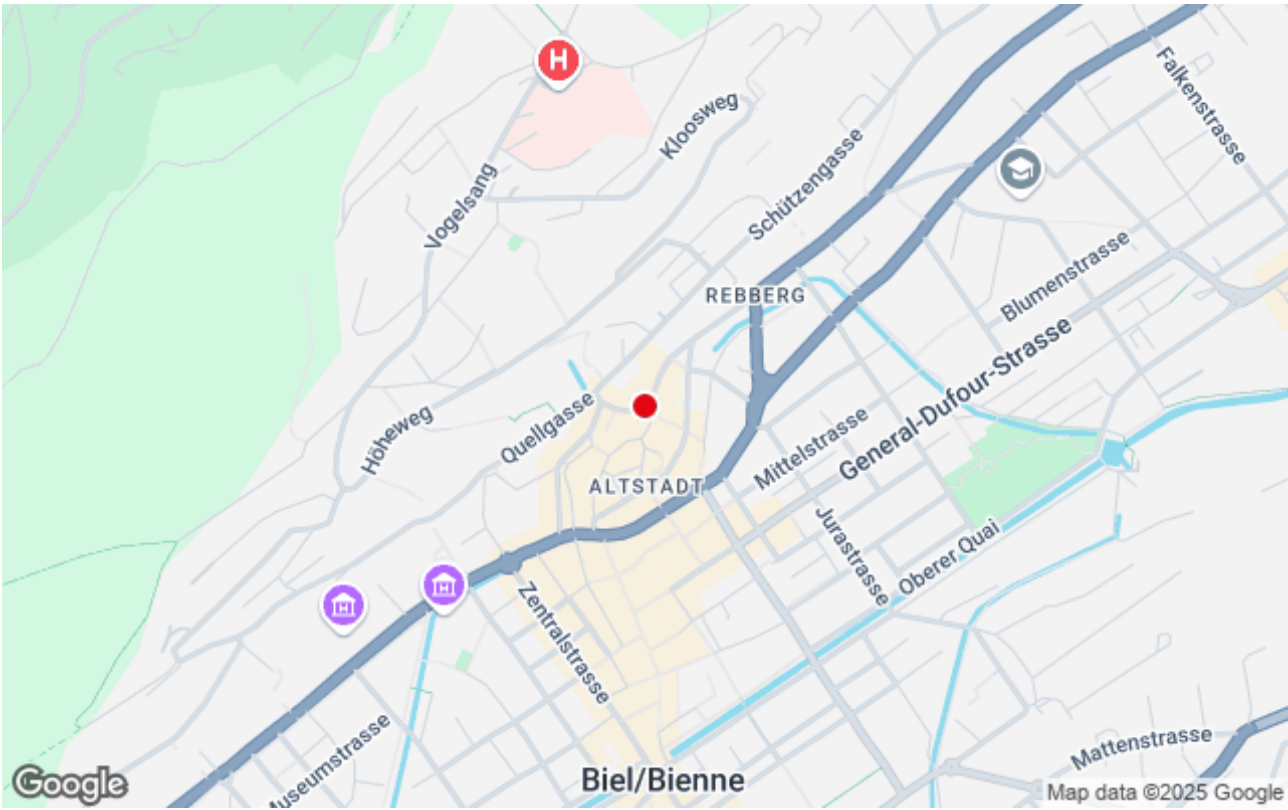 H
Falkenstrasse
Kloosweg
Schützengasse
Vogelsang
Blumenstrasse
REBBERG
General-Dufour-Strasse
Höheweg
Quellgasse
Mittelstrasse
ALTSTADT
Jurastrasse
Oberer Quai
H
H
Zentralstrasse
Museumstrasse
Mattenstrasse
Biel/Bienne
Google
Map data ©2025 Google